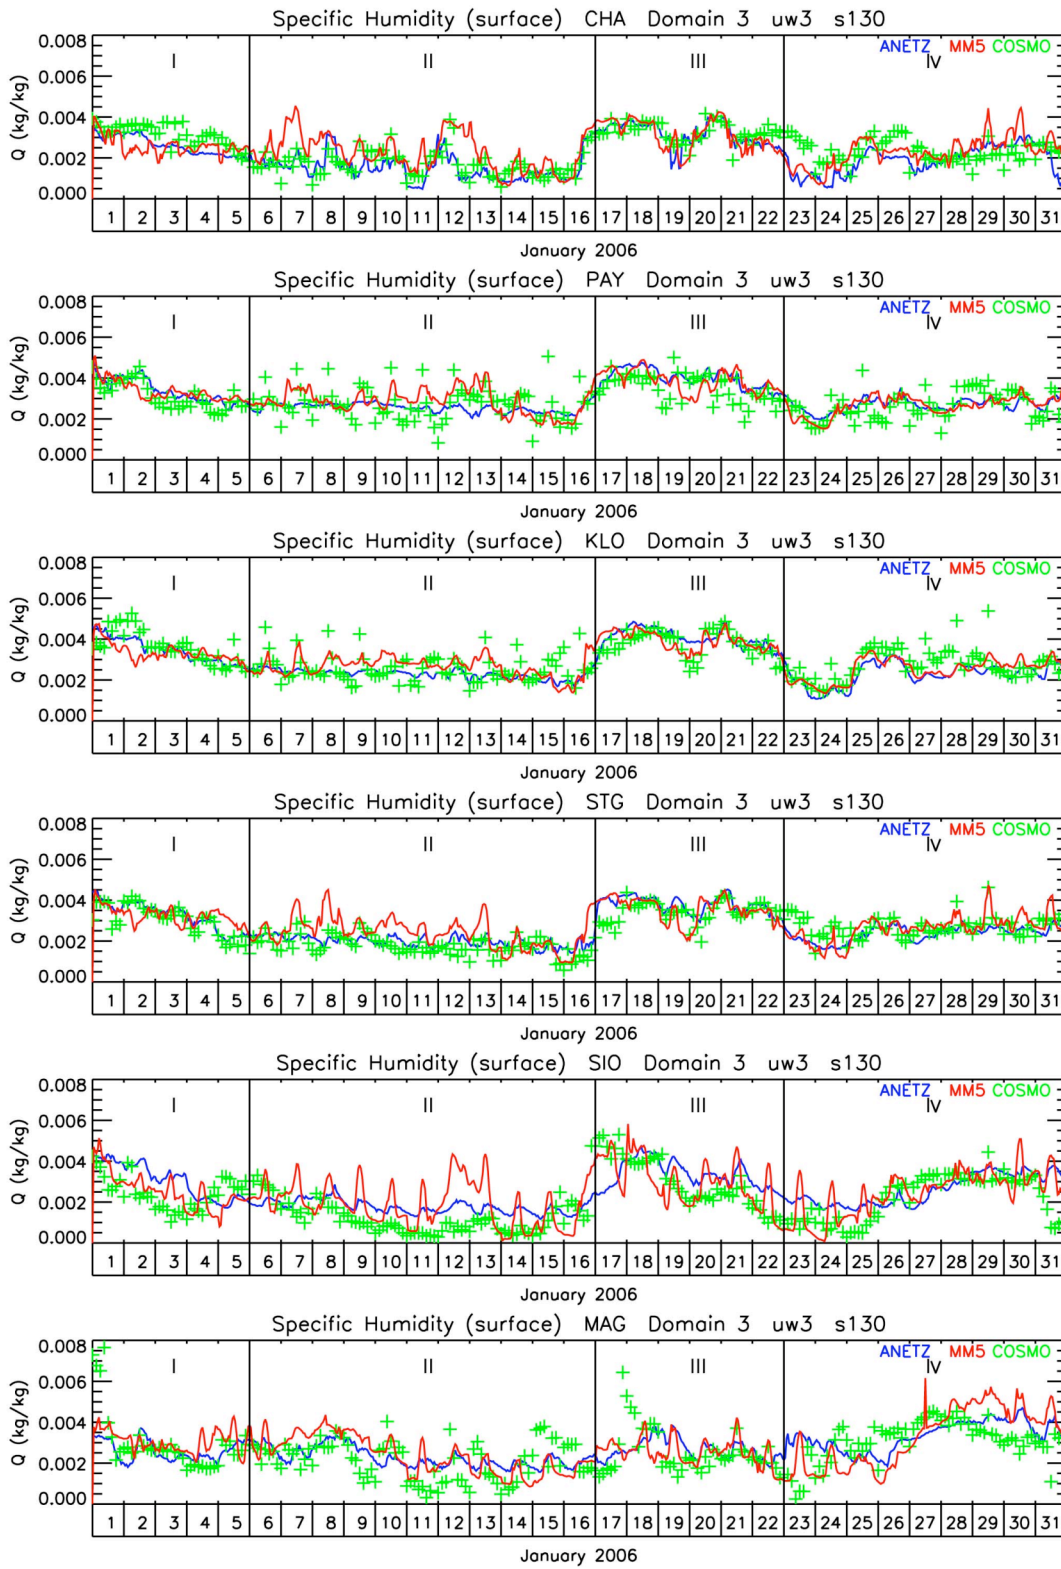 Specific Humidity (surface) CHA Domain 3 uw3 s130
ANETZ MM5 COSMO
I II III IV
Q (kg/kg)
0.008
0.006
0.004
0.002
0.000
1 2 3 4 5 6 7 8 9 10 11 12 13 14 15 16 17 18 19 20 21 22 23 24 25 26 27 28 29 30 31
January 2006
Specific Humidity (surface) PAY Domain 3 uw3 s130
ANETZ MM5 COSMO
I II III IV
Q (kg/kg)
0.008
0.006
0.004
0.002
0.000
1 2 3 4 5 6 7 8 9 10 11 12 13 14 15 16 17 18 19 20 21 22 23 24 25 26 27 28 29 30 31
January 2006
Specific Humidity (surface) KLO Domain 3 uw3 s130
ANETZ MM5 COSMO
I II III IV
Q (kg/kg)
0.008
0.006
0.004
0.002
0.000
1 2 3 4 5 6 7 8 9 10 11 12 13 14 15 16 17 18 19 20 21 22 23 24 25 26 27 28 29 30 31
January 2006
Specific Humidity (surface) STG Domain 3 uw3 s130
ANETZ MM5 COSMO
I II III IV
Q (kg/kg)
0.008
0.006
0.004
0.002
0.000
1 2 3 4 5 6 7 8 9 10 11 12 13 14 15 16 17 18 19 20 21 22 23 24 25 26 27 28 29 30 31
January 2006
Specific Humidity (surface) SIO Domain 3 uw3 s130
ANETZ MM5 COSMO
I II III IV
Q (kg/kg)
0.008
0.006
0.004
0.002
0.000
1 2 3 4 5 6 7 8 9 10 11 12 13 14 15 16 17 18 19 20 21 22 23 24 25 26 27 28 29 30 31
January 2006
Specific Humidity (surface) MAG Domain 3 uw3 s130
ANETZ MM5 COSMO
I II III IV
Q (kg/kg)
0.008
0.006
0.004
0.002
0.000
1 2 3 4 5 6 7 8 9 10 11 12 13 14 15 16 17 18 19 20 21 22 23 24 25 26 27 28 29 30 31
January 2006